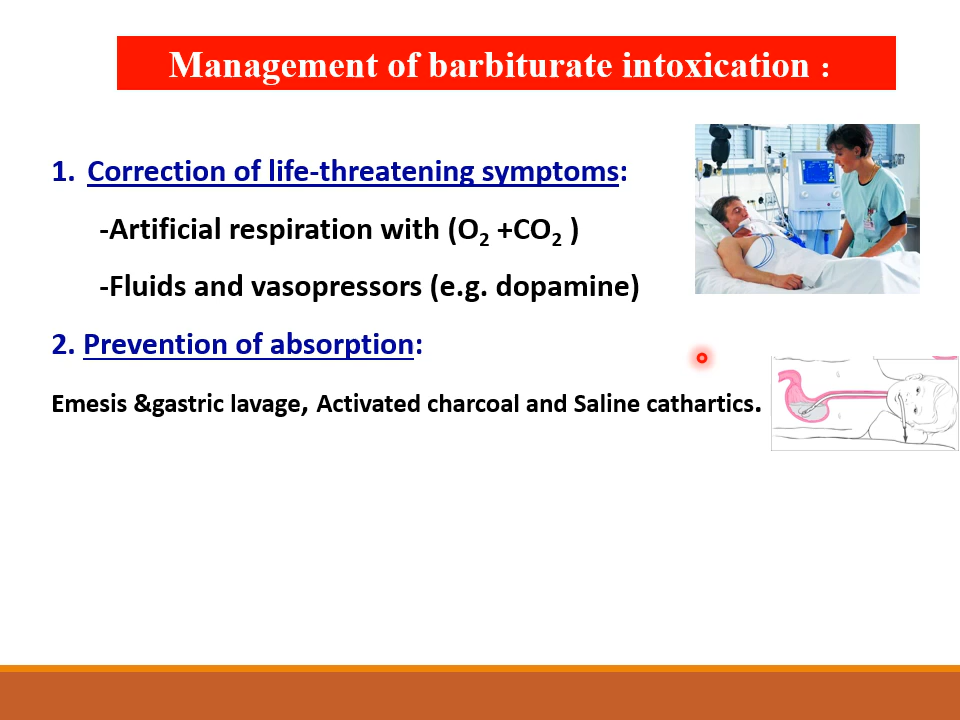 Management of barbiturate intoxication :
1. Correction of life-threatening symptoms:
-Artificial respiration with (O₂ +CO₂ )
-Fluids and vasopressors (e.g. dopamine)
2. Prevention of absorption:
Emesis &gastric lavage, Activated charcoal and Saline cathartics.